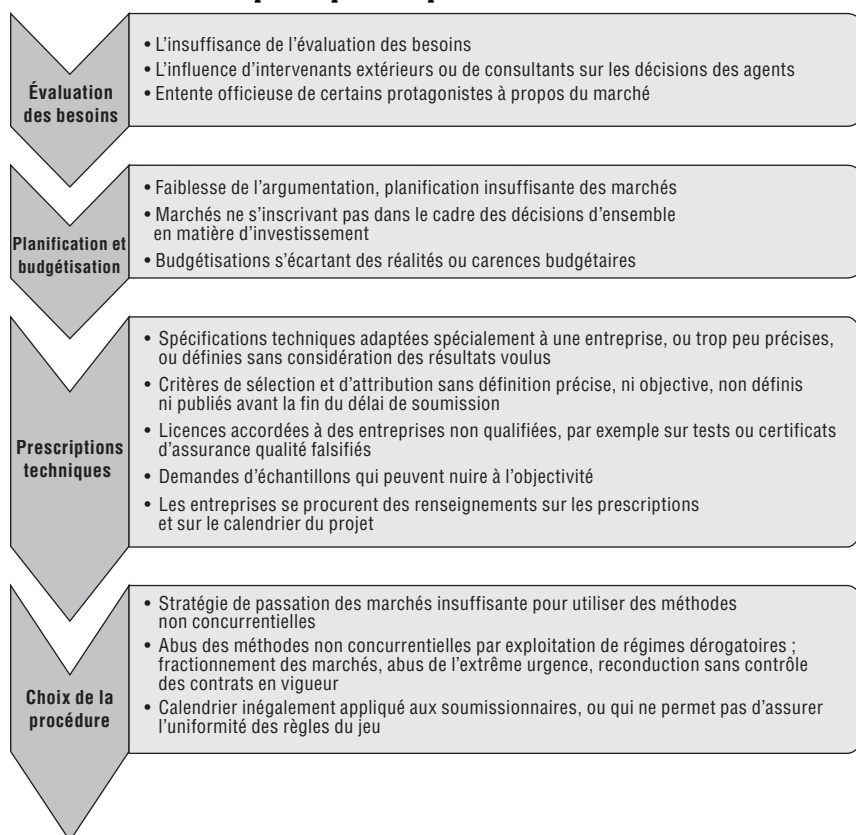 Évaluation
des besoins
• L'insuffisance de l'évaluation des besoins
• L'influence d'intervenants extérieurs ou de consultants sur les décisions des agents
• Entente officieuse de certains protagonistes à propos du marché
Planification et
budgétisation
• Faiblesse de l'argumentation, planification insuffisante des marchés
• Marchés ne s'inscrivant pas dans le cadre des décisions d'ensemble
en matière d'investissement
• Budgétisations s'écartant des réalités ou carences budgétaires
Prescriptions
techniques
• Spécifications techniques adaptées spécialement à une entreprise, ou trop peu précises,
ou définies sans considération des résultats voulus
• Critères de sélection et d'attribution sans définition précise, ni objective, non définis
ni publiés avant la fin du délai de soumission
• Licences accordées à des entreprises non qualifiées, par exemple sur tests ou certificats
d'assurance qualité falsifiés
• Demandes d'échantillons qui peuvent nuire à l'objectivité
• Les entreprises se procurent des renseignements sur les prescriptions
et sur le calendrier du projet
Choix de la
procédure
• Stratégie de passation des marchés insuffisante pour utiliser des méthodes
non concurrentielles
• Abus des méthodes non concurrentielles par exploitation de régimes dérogatoires ;
fractionnement des marchés, abus de l'extrême urgence, reconduction sans contrôle
des contrats en vigueur
• Calendrier inégalement appliqué aux soumissionnaires, ou qui ne permet pas d'assurer
l'uniformité des règles du jeu